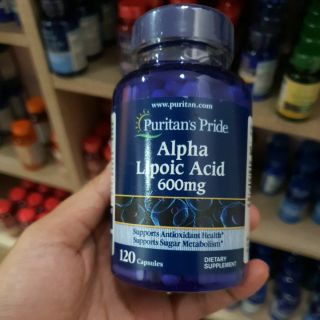 www.puritan.com
Puritan's Pride
Alpha
Lipoic Acid
600mg
Supports Antioxidant Health*
Supports Sugar Metabolism*
120 Capsules
DIETARY
SUPPLEMENT